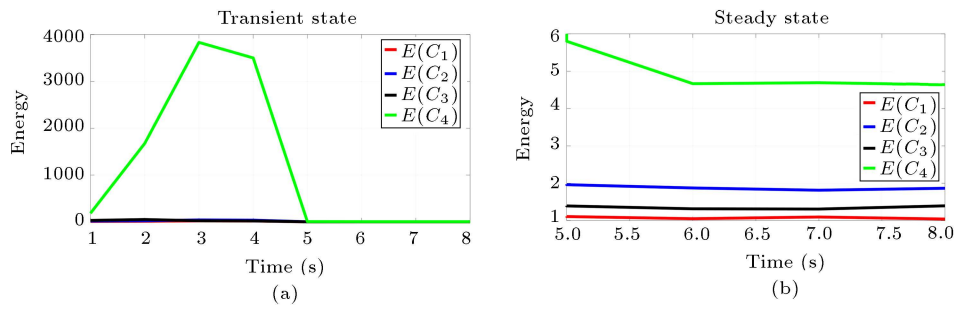 Transient state
4000
3000
2000
1000
0
Energy
1 2 3 4 5 6 7 8
Time (s)
(a)
E(C₁)
E(C₂)
E(C₃)
E(C₄)
Steady state
6
5
4
3
2
1
Energy
5.0 5.5 6.0 6.5 7.0 7.5 8.0
Time (s)
(b)
E(C₁)
E(C₂)
E(C₃)
E(C₄)